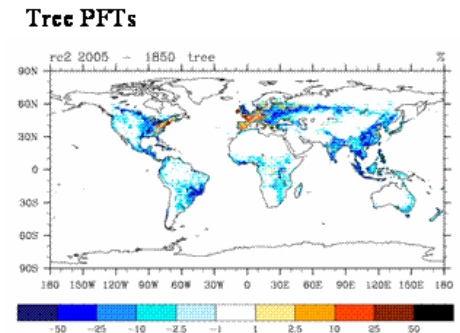 Tree PFTs
rc2 2005 - 1850 tree %
90N
60N
30N
0
30S
60S
90S
180 150W 120W 90W 60W 30W 0 30E 60E 90E 120E 150E 180
-50 -25 -10 -2.5 -1 1 2.5 10 25 50